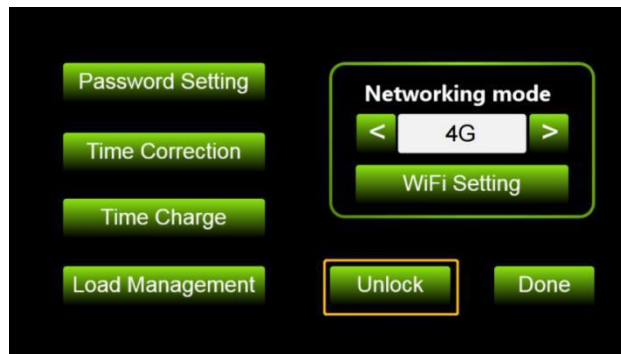 Password Setting
Time Correction
Time Charge
Load Management
Networking mode
< 4G >
WiFi Setting
Unlock
Done